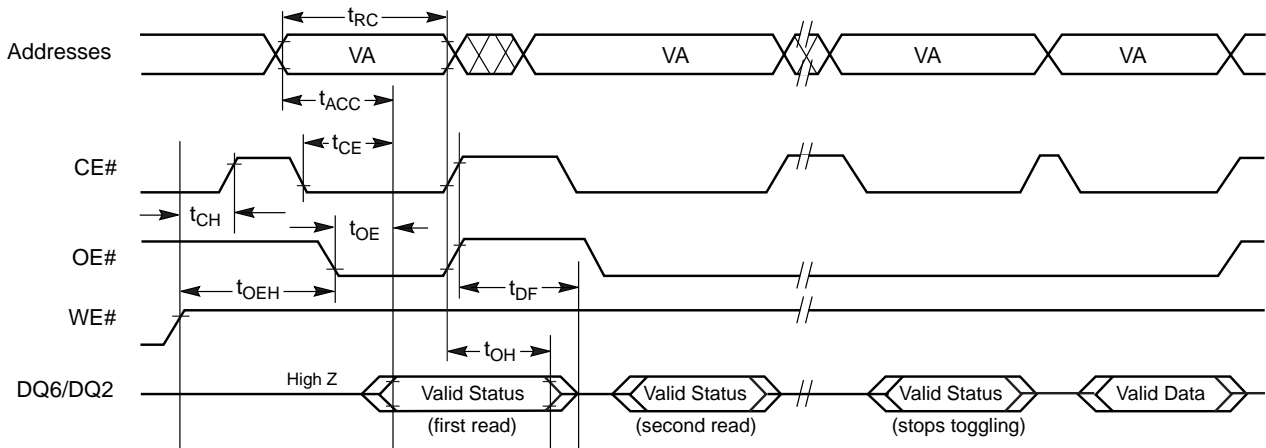 tRC
Addresses VA VA VA VA
tACC
tCE
CE#
tCH tOE
OE#
tOEH tDF
WE#
tOH
DQ6/DQ2 High Z Valid Status Valid Status Valid Status Valid Data
(first read) (second read) (stops toggling)